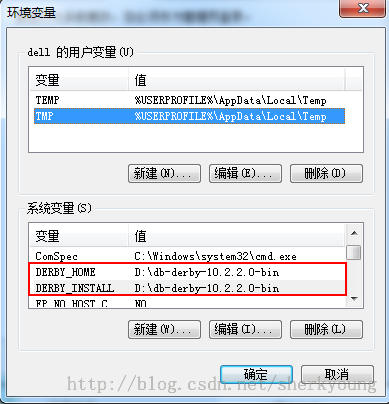 环境变量
dell 的用户变量(U)
变量 值
TEMP %USERPROFILE%\AppData\Local\Temp
TMP %USERPROFILE%\AppData\Local\Temp
新建(N)... 编辑(E)... 删除(D)
系统变量(S)
变量 值
ComSpec C:\Windows\system32\cmd.exe
DERBY_HOME D:\db-derby-10.2.2.0-bin
DERBY_INSTALL D:\db-derby-10.2.2.0-bin
FP_NO_HOST_C NO
新建(W)... 编辑(I)... 删除(L)
确定 取消
http://blog.csdn.net/sherkyoung